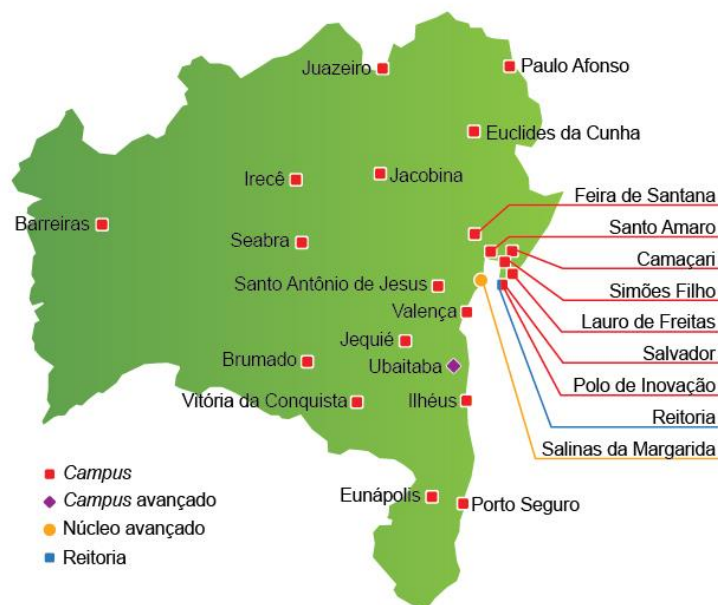 Juazeiro
Paulo Afonso
Euclides da Cunha
Irecê
Jacobina
Feira de Santana
Barreiras
Santo Amaro
Seabra
Camaçari
Santo Antônio de Jesus
Simões Filho
Valença
Lauro de Freitas
Jequié
Salvador
Brumado
Ubaitaba
Polo de Inovação
Vitória da Conquista
Ilhéus
Reitoria
Salinas da Margarida
Campus
Campus avançado
Eunápolis
Porto Seguro
Núcleo avançado
Reitoria